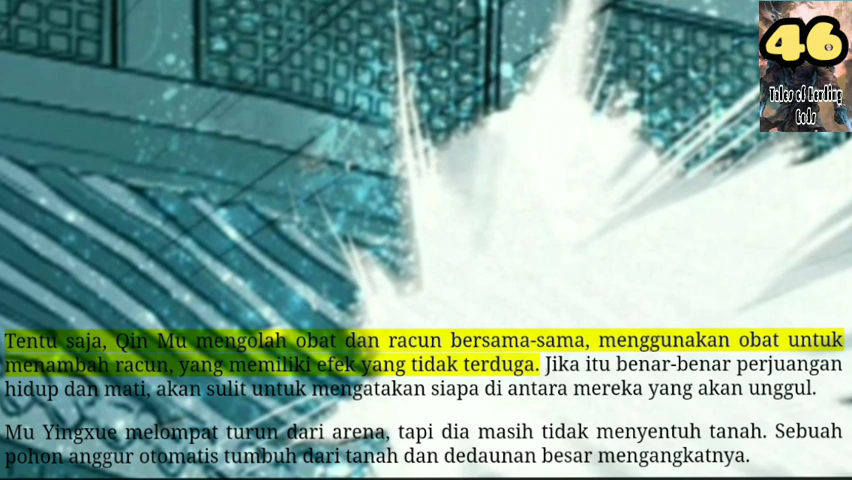 46
Tales of Herding
Gods
Tentu saja, Qin Mu mengolah obat dan racun bersama-sama, menggunakan obat untuk
menambah racun, yang memiliki efek yang tidak terduga. Jika itu benar-benar perjuangan
hidup dan mati, akan sulit untuk mengatakan siapa di antara mereka yang akan unggul.
Mu Yingxue melompat turun dari arena, tapi dia masih tidak menyentuh tanah. Sebuah
pohon anggur otomatis tumbuh dari tanah dan dedaunan besar mengangkatnya.